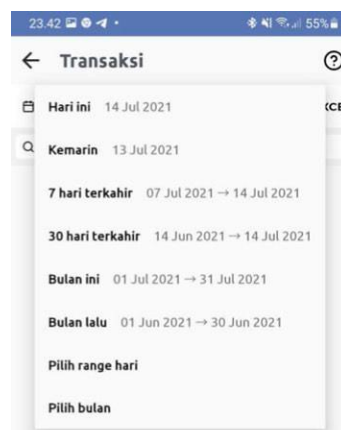 23.42 55%
Transaksi
Hari ini 14 Jul 2021
Kemarin 13 Jul 2021
7 hari terkahir 07 Jul 2021 → 14 Jul 2021
30 hari terkahir 14 Jun 2021 → 14 Jul 2021
Bulan ini 01 Jul 2021 → 31 Jul 2021
Bulan lalu 01 Jun 2021 → 30 Jun 2021
Pilih range hari
Pilih bulan